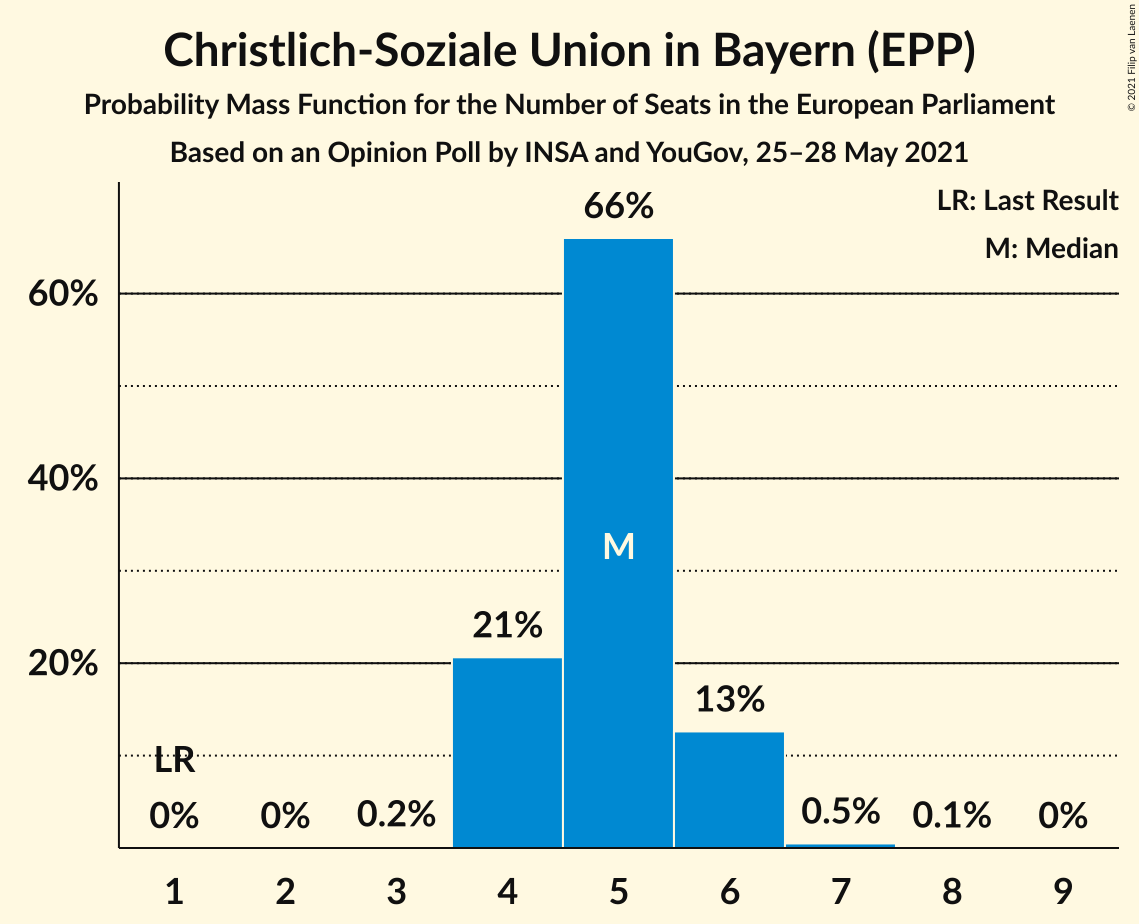 Christlich-Soziale Union in Bayern (EPP)
Probability Mass Function for the Number of Seats in the European Parliament
Based on an Opinion Poll by INSA and YouGov, 25–28 May 2021
© 2021 Filip van Laenen
LR: Last Result
M: Median
66%
60%
40%
M
21%
20%
13%
LR
0%
0%
0.2%
0.5%
0.1%
0%
1 2 3 4 5 6 7 8 9